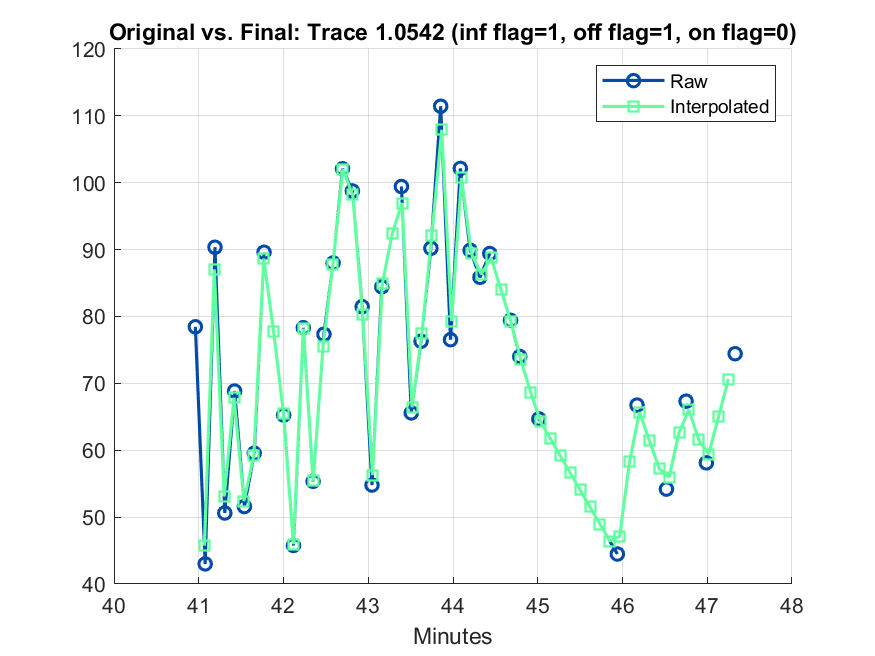 Original vs. Final: Trace 1.0542 (inf flag=1, off flag=1, on flag=0)
120
110
100
90
80
70
60
50
40
Raw
Interpolated
40 41 42 43 44 45 46 47 48
Minutes